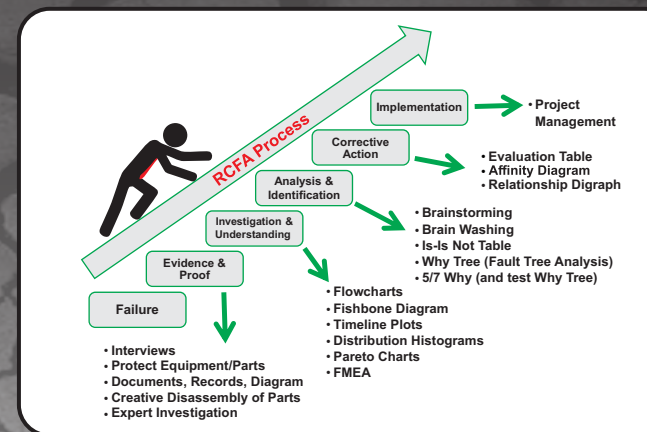 RCFA Process
Implementation
• Project
Management
Corrective
Action
• Evaluation Table
• Affinity Diagram
• Relationship Digraph
Analysis &
Identification
• Brainstorming
• Brain Washing
• Is-Is Not Table
• Why Tree (Fault Tree Analysis)
• 5/7 Why (and test Why Tree)
Investigation &
Understanding
• Flowcharts
• Fishbone Diagram
• Timeline Plots
• Distribution Histograms
• Pareto Charts
• FMEA
Evidence &
Proof
Failure
• Interviews
• Protect Equipment/Parts
• Documents, Records, Diagram
• Creative Disassembly of Parts
• Expert Investigation